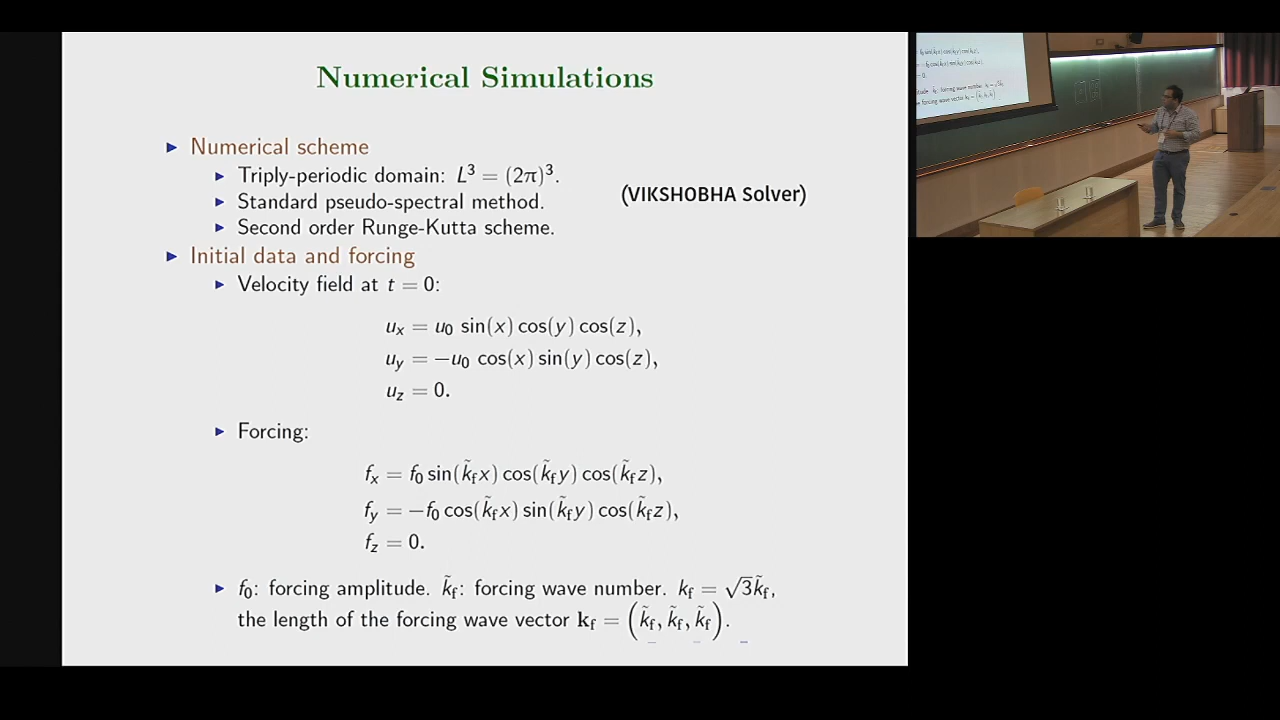 Numerical Simulations
▶ Numerical scheme
▶ Triply-periodic domain: L³ = (2π)³.
▶ Standard pseudo-spectral method.
(VIKSHOBHA Solver)
▶ Second order Runge-Kutta scheme.
▶ Initial data and forcing
▶ Velocity field at t = 0:
uₓ = u₀ sin(x) cos(y) cos(z),
u_y = −u₀ cos(x) sin(y) cos(z),
u_z = 0.
▶ Forcing:
fₓ = f₀ sin(k̃_f x) cos(k̃_f y) cos(k̃_f z),
f_y = −f₀ cos(k̃_f x) sin(k̃_f y) cos(k̃_f z),
f_z = 0.
▶ f₀: forcing amplitude. k̃_f: forcing wave number. k_f = √3k̃_f,
the length of the forcing wave vector k_f = (k̃_f, k̃_f, k̃_f).